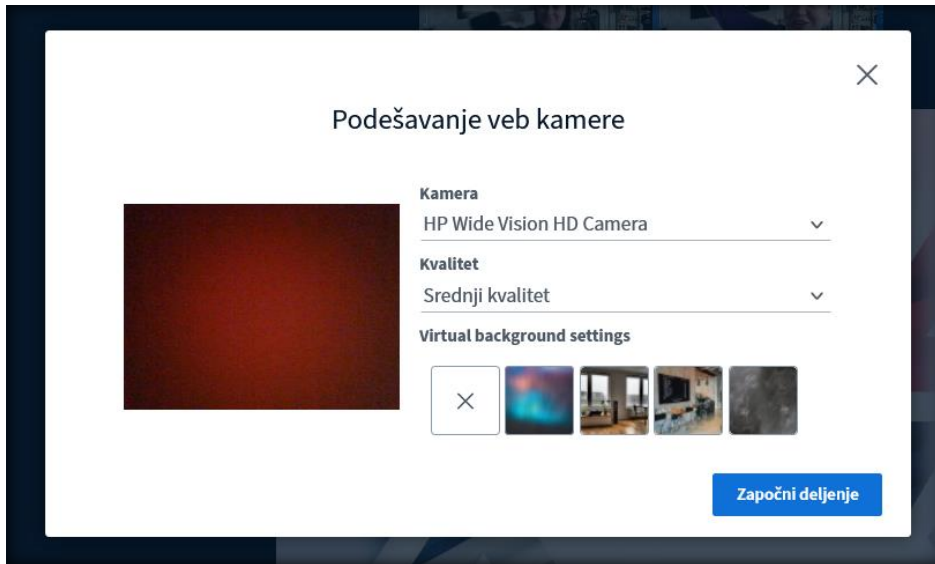 Podešavanje veb kamere
Kamera
HP Wide Vision HD Camera
Kvalitet
Srednji kvalitet
Virtual background settings
Započni deljenje